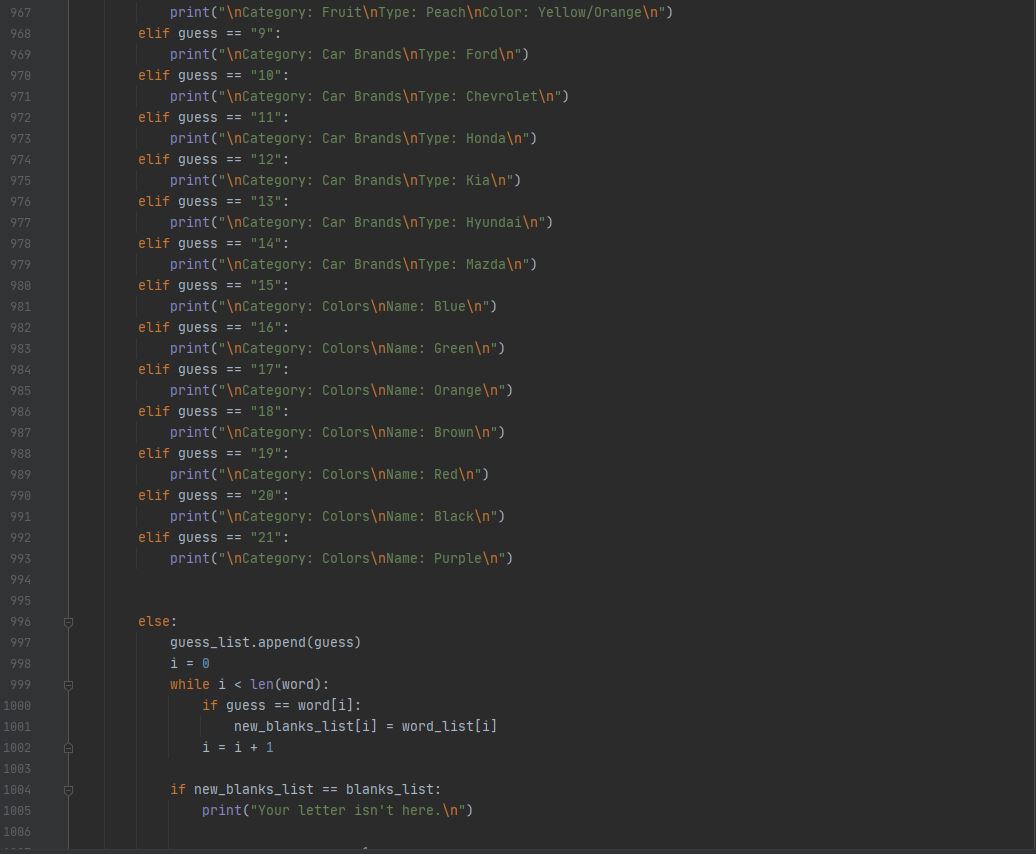 967 print("\nCategory: Fruit\nType: Peach\nColor: Yellow/Orange\n")
968 elif guess == "9":
969 print("\nCategory: Car Brands\nType: Ford\n")
970 elif guess == "10":
971 print("\nCategory: Car Brands\nType: Chevrolet\n")
972 elif guess == "11":
973 print("\nCategory: Car Brands\nType: Honda\n")
974 elif guess == "12":
975 print("\nCategory: Car Brands\nType: Kia\n")
976 elif guess == "13":
977 print("\nCategory: Car Brands\nType: Hyundai\n")
978 elif guess == "14":
979 print("\nCategory: Car Brands\nType: Mazda\n")
980 elif guess == "15":
981 print("\nCategory: Colors\nName: Blue\n")
982 elif guess == "16":
983 print("\nCategory: Colors\nName: Green\n")
984 elif guess == "17":
985 print("\nCategory: Colors\nName: Orange\n")
986 elif guess == "18":
987 print("\nCategory: Colors\nName: Brown\n")
988 elif guess == "19":
989 print("\nCategory: Colors\nName: Red\n")
990 elif guess == "20":
991 print("\nCategory: Colors\nName: Black\n")
992 elif guess == "21":
993 print("\nCategory: Colors\nName: Purple\n")
994
995
996 else:
997 guess_list.append(guess)
998 i = 0
999 while i < len(word):
1000 if guess == word[i]:
1001 new_blanks_list[i] = word_list[i]
1002 i = i + 1
1003
1004 if new_blanks_list == blanks_list:
1005 print("Your letter isn't here.\n")
1006